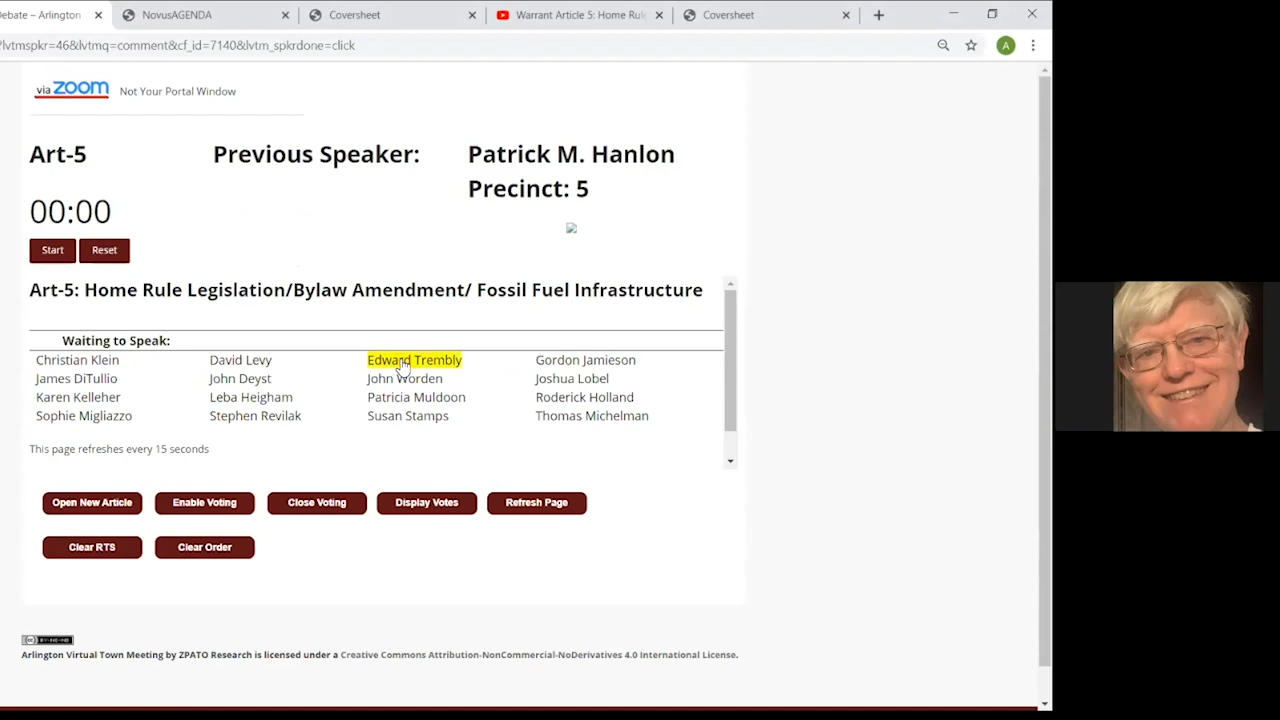 Debate – Arlington
NovusAGENDA
Coversheet
Warrant Article 5: Home Rul
Coversheet
?lvtmspkr=46&lvtmq=comment&cf_id=7140&lvtm_spkrdone=click
A
via zoom Not Your Portal Window
Art-5 Previous Speaker: Patrick M. Hanlon
Precinct: 5
00:00
Start Reset
Art-5: Home Rule Legislation/Bylaw Amendment/ Fossil Fuel Infrastructure
Waiting to Speak:
Christian Klein David Levy Edward Trembly Gordon Jamieson
James DiTullio John Deyst John Worden Joshua Lobel
Karen Kelleher Leba Heigham Patricia Muldoon Roderick Holland
Sophie Migliazzo Stephen Revilak Susan Stamps Thomas Michelman
This page refreshes every 15 seconds
Open New Article Enable Voting Close Voting Display Votes Refresh Page
Clear RTS Clear Order
Arlington Virtual Town Meeting by ZPATO Research is licensed under a Creative Commons Attribution-NonCommercial-NoDerivatives 4.0 International License.